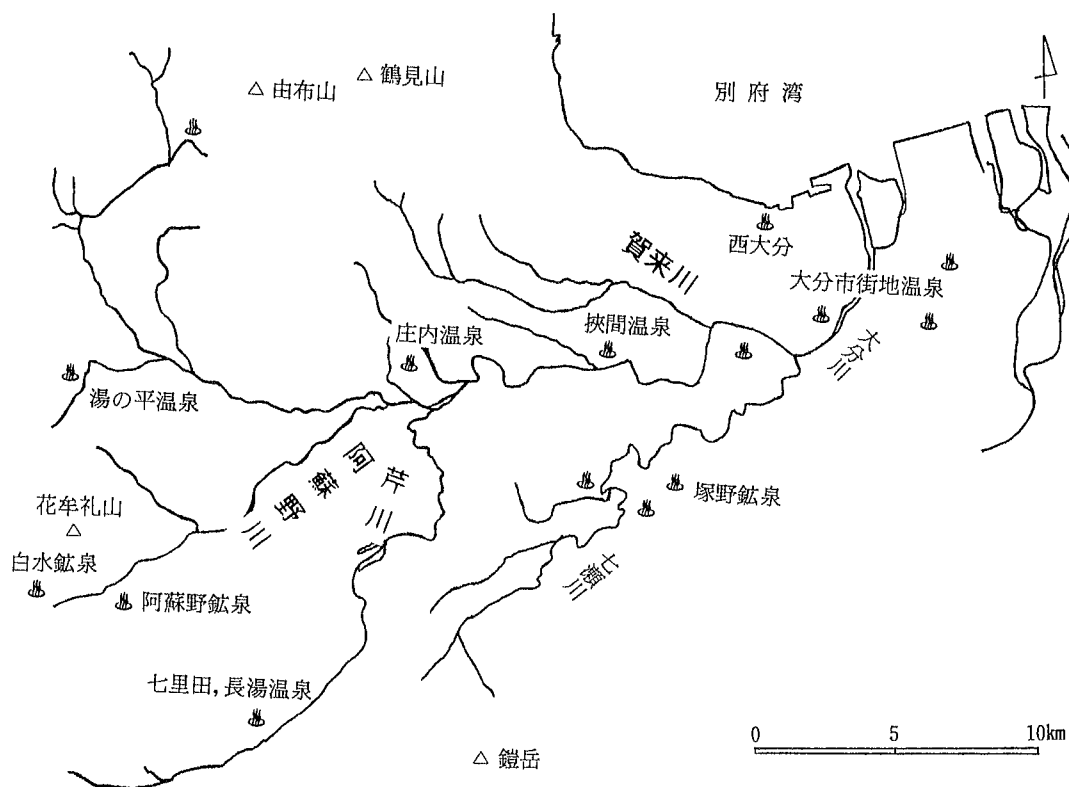 鶴見山
由布山
別府湾
賀来川
西大分
大分市街地温泉
庄内温泉
挾間温泉
大分川
湯の平温泉
阿蘇野川
芹川
花牟礼山
塚野鉱泉
白水鉱泉
阿蘇野鉱泉
七瀬川
七里田，長湯温泉
0 5 10km
鎧岳